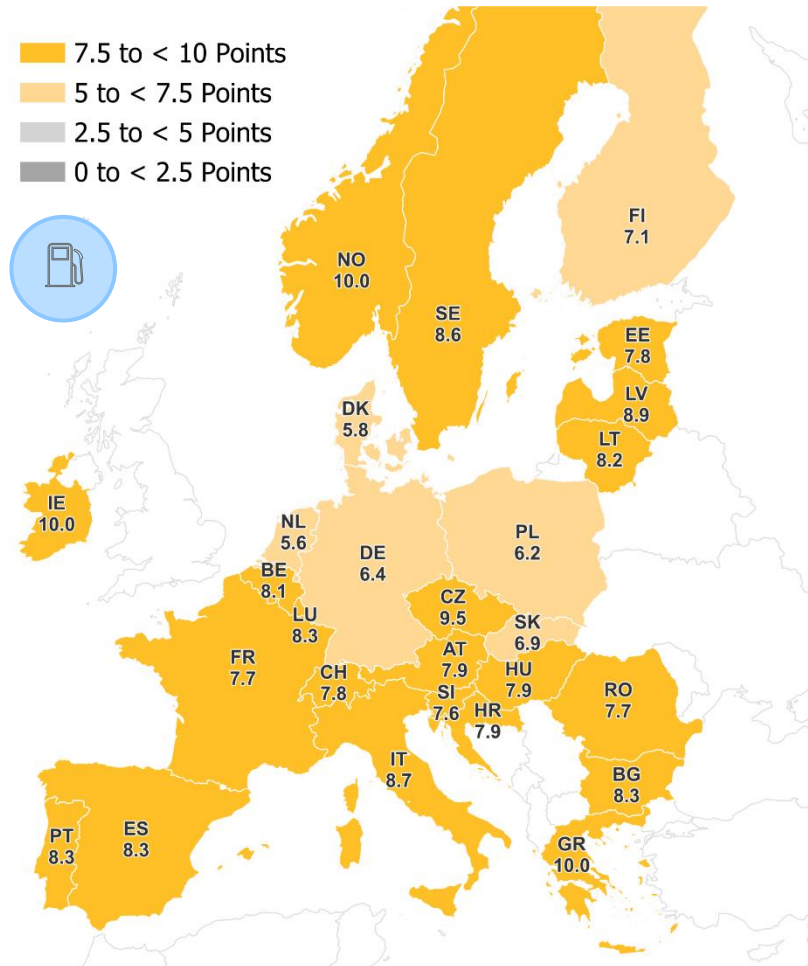 7.5 to < 10 Points
5 to < 7.5 Points
2.5 to < 5 Points
0 to < 2.5 Points
FI
7.1
NO
10.0
SE
8.6
EE
7.8
LV
8.9
DK
5.8
LT
8.2
IE
10.0
NL
5.6
DE
6.4
PL
6.2
BE
8.1
CZ
9.5
LU
8.3
SK
6.9
FR
7.7
AT
7.9
CH
7.8
HU
7.9
SI
7.6
HR
7.9
RO
7.7
IT
8.7
BG
8.3
PT
8.3
ES
8.3
GR
10.0